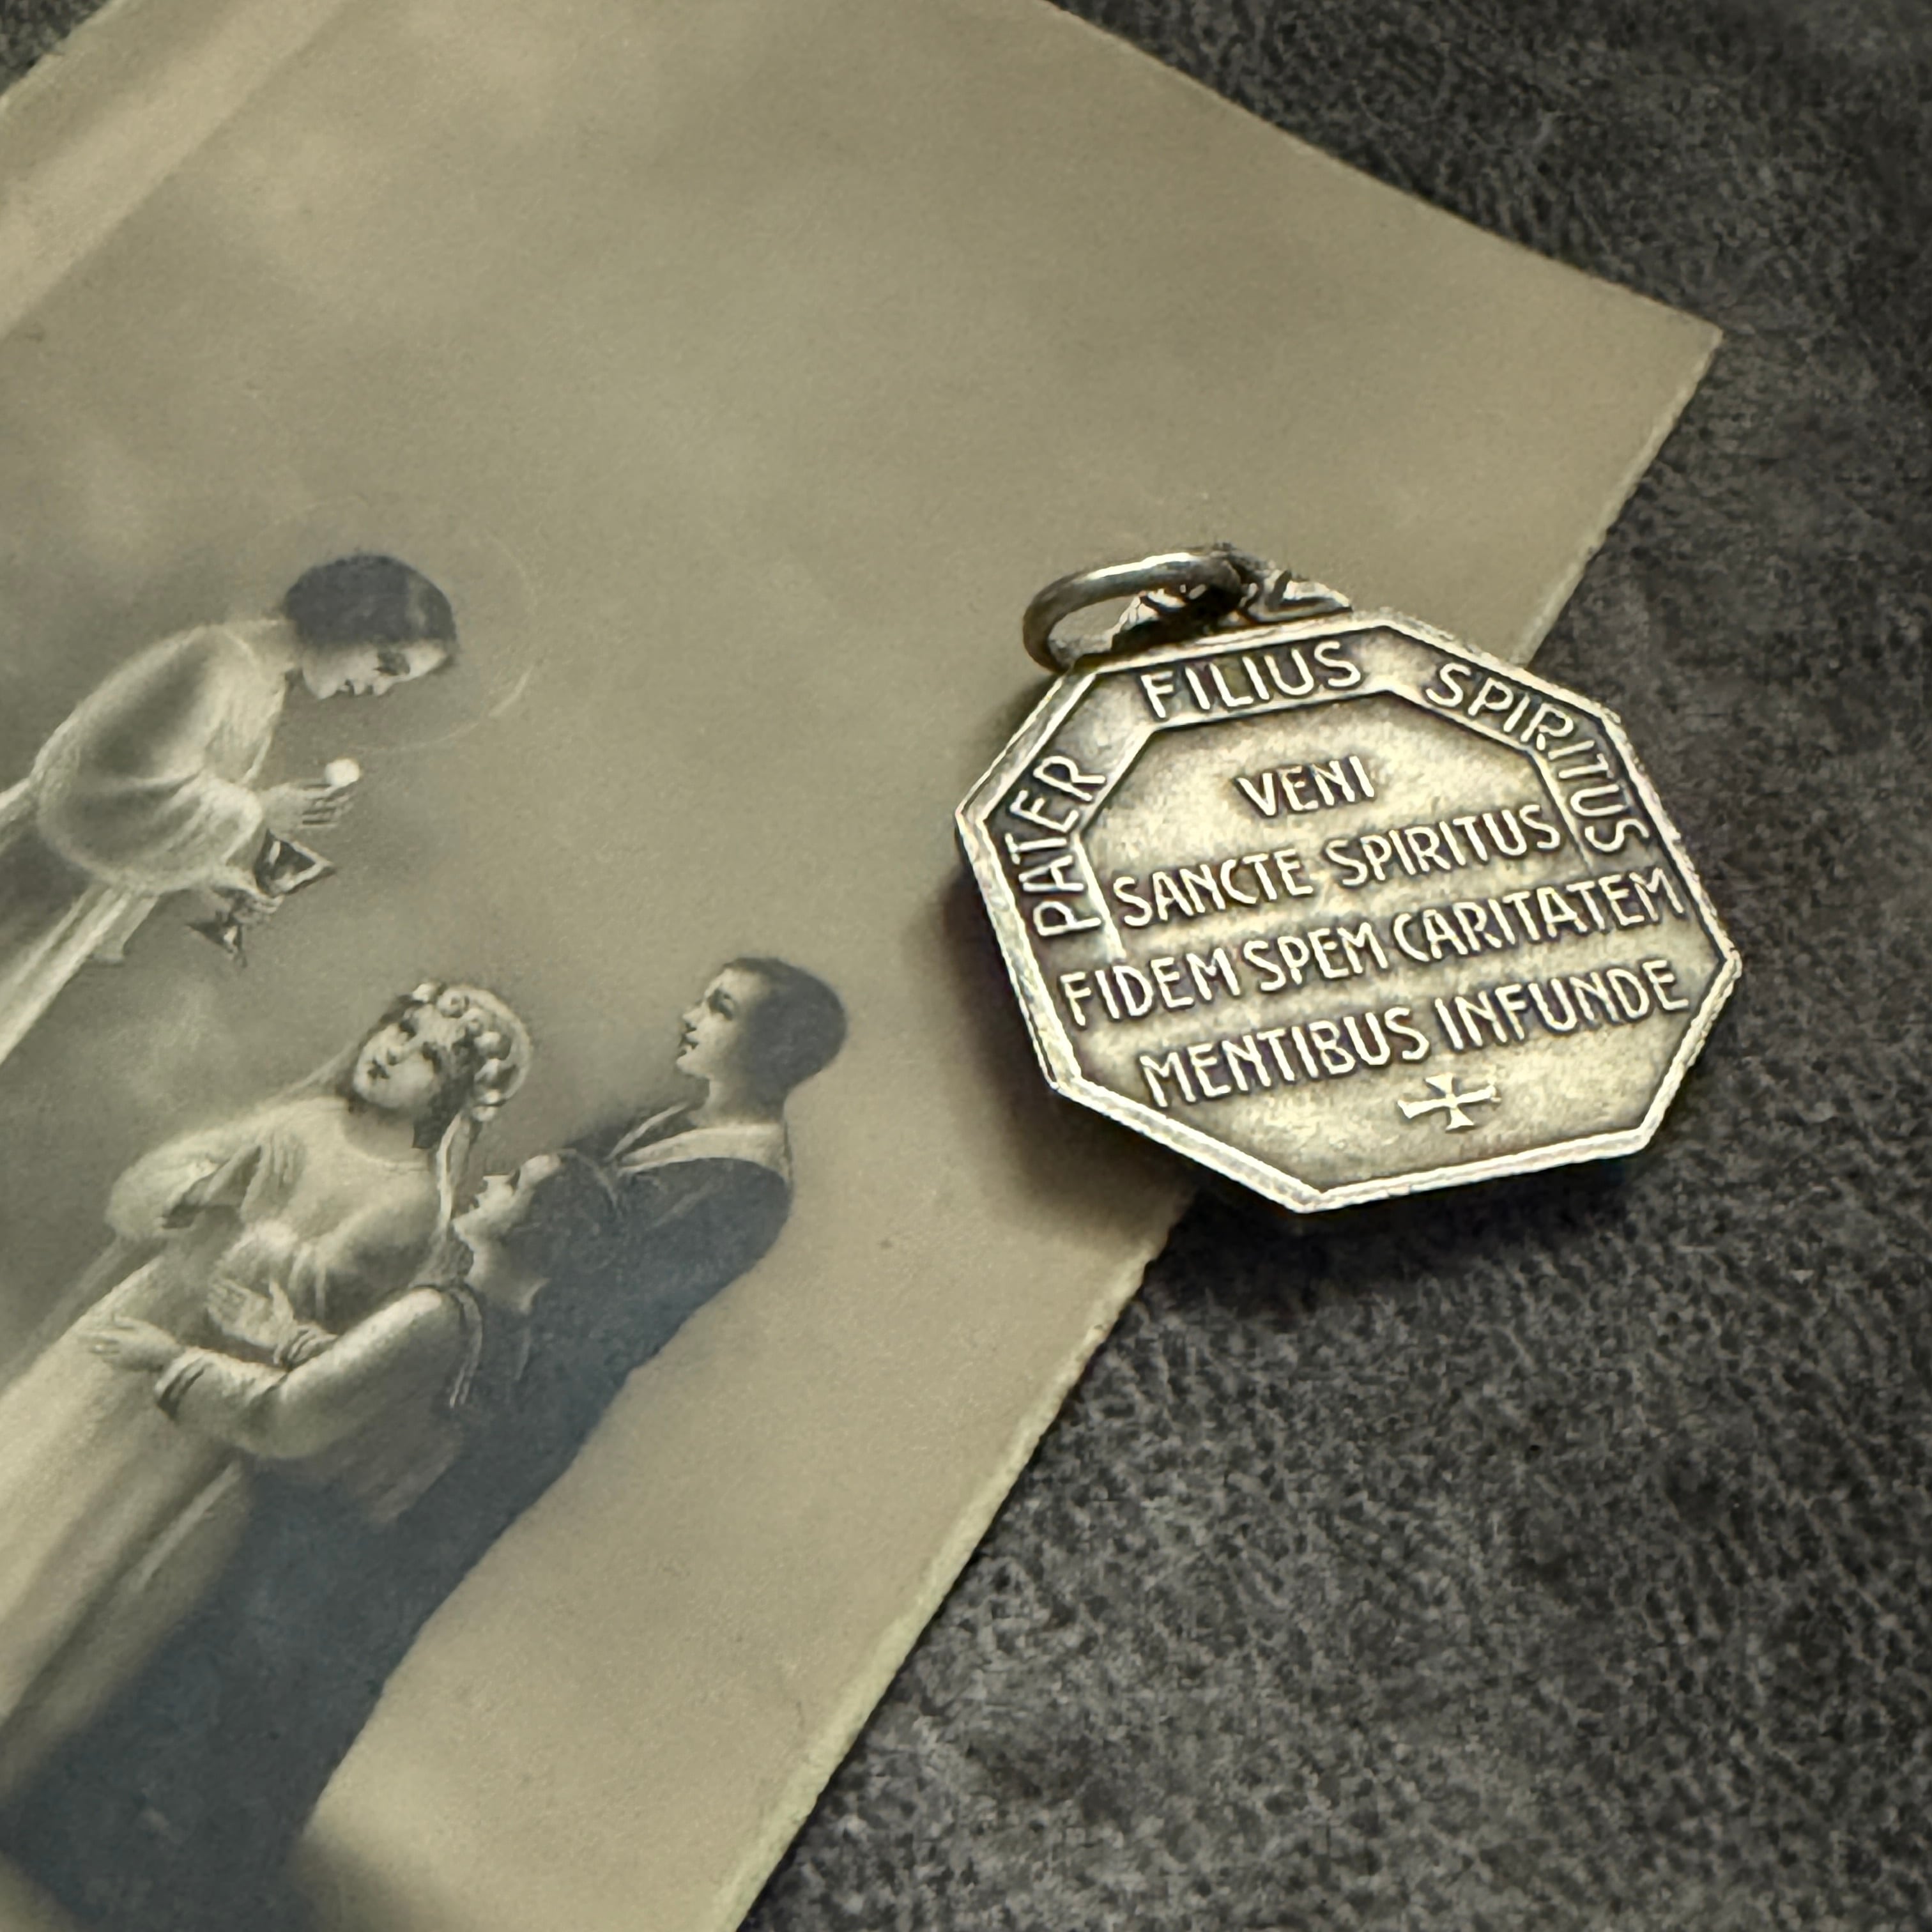 PATER FILIUS SPIRITUS
VENI
SANCTE SPIRITUS
FIDEM SPEM CARITATEM
MENTIBUS INFUNDE